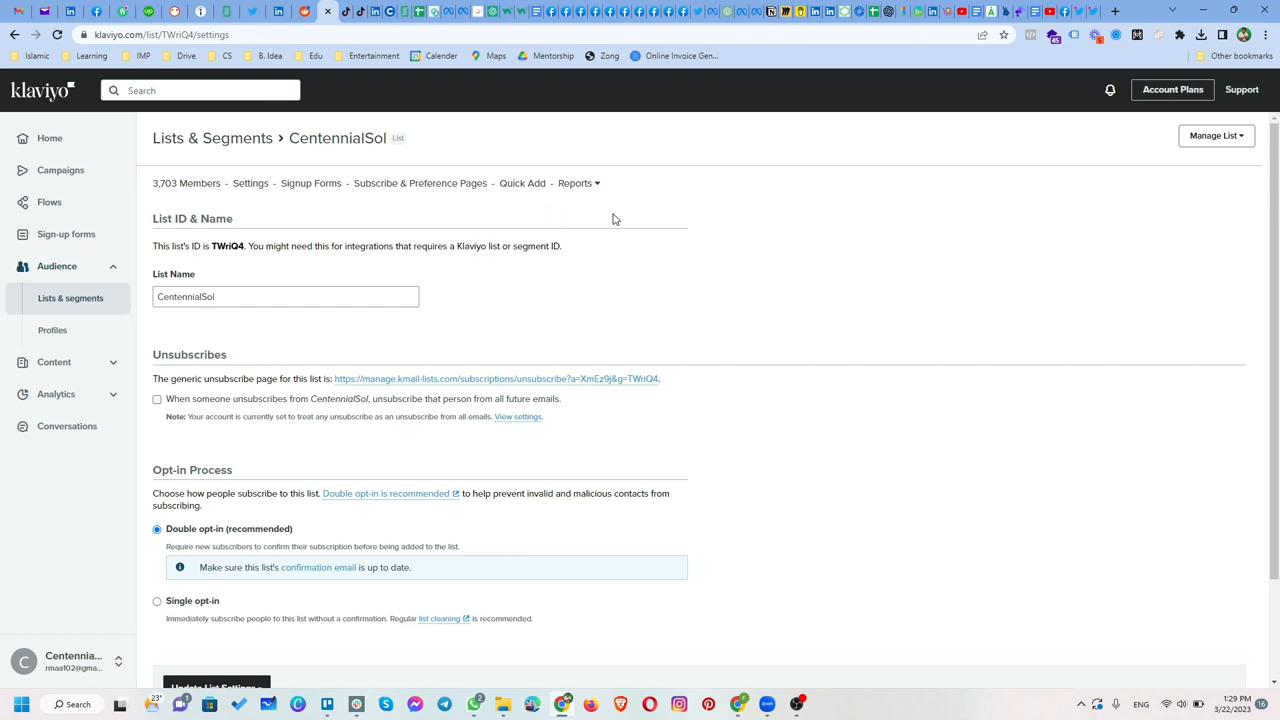 klaviyo.com/list/TWriQ4/settings
45
Islamic
Learning
IMP
Drive
CS
B. Idea
Edu
Entertainment
Calender
Maps
Mentorship
Zong
Online Invoice Gen...
Other bookmarks
klaviyo
Search
Account Plans
Support
Home
Campaigns
Flows
Sign-up forms
Audience
Lists & segments
Profiles
Content
Analytics
Conversations
C
Centennia...
rmaa102@gma...
Lists & Segments > CentennialSol List
Manage List
3,703 Members - Settings - Signup Forms - Subscribe & Preference Pages - Quick Add - Reports
List ID & Name
This list's ID is TWriQ4. You might need this for integrations that requires a Klaviyo list or segment ID.
List Name
CentennialSol
Unsubscribes
The generic unsubscribe page for this list is: https://manage.kmail-lists.com/subscriptions/unsubscribe?a=XmEz9j&g=TWriQ4.
When someone unsubscribes from CentennialSol, unsubscribe that person from all future emails.
Note: Your account is currently set to treat any unsubscribe as an unsubscribe from all emails. View settings.
Opt-in Process
Choose how people subscribe to this list. Double opt-in is recommended to help prevent invalid and malicious contacts from
subscribing.
Double opt-in (recommended)
Require new subscribers to confirm their subscription before being added to the list.
Make sure this list's confirmation email is up to date.
Single opt-in
Immediately subscribe people to this list without a confirmation. Regular list cleaning is recommended.
Update List Settings
Search
23°
1
2
ENG
1:29 PM
3/22/2023
16